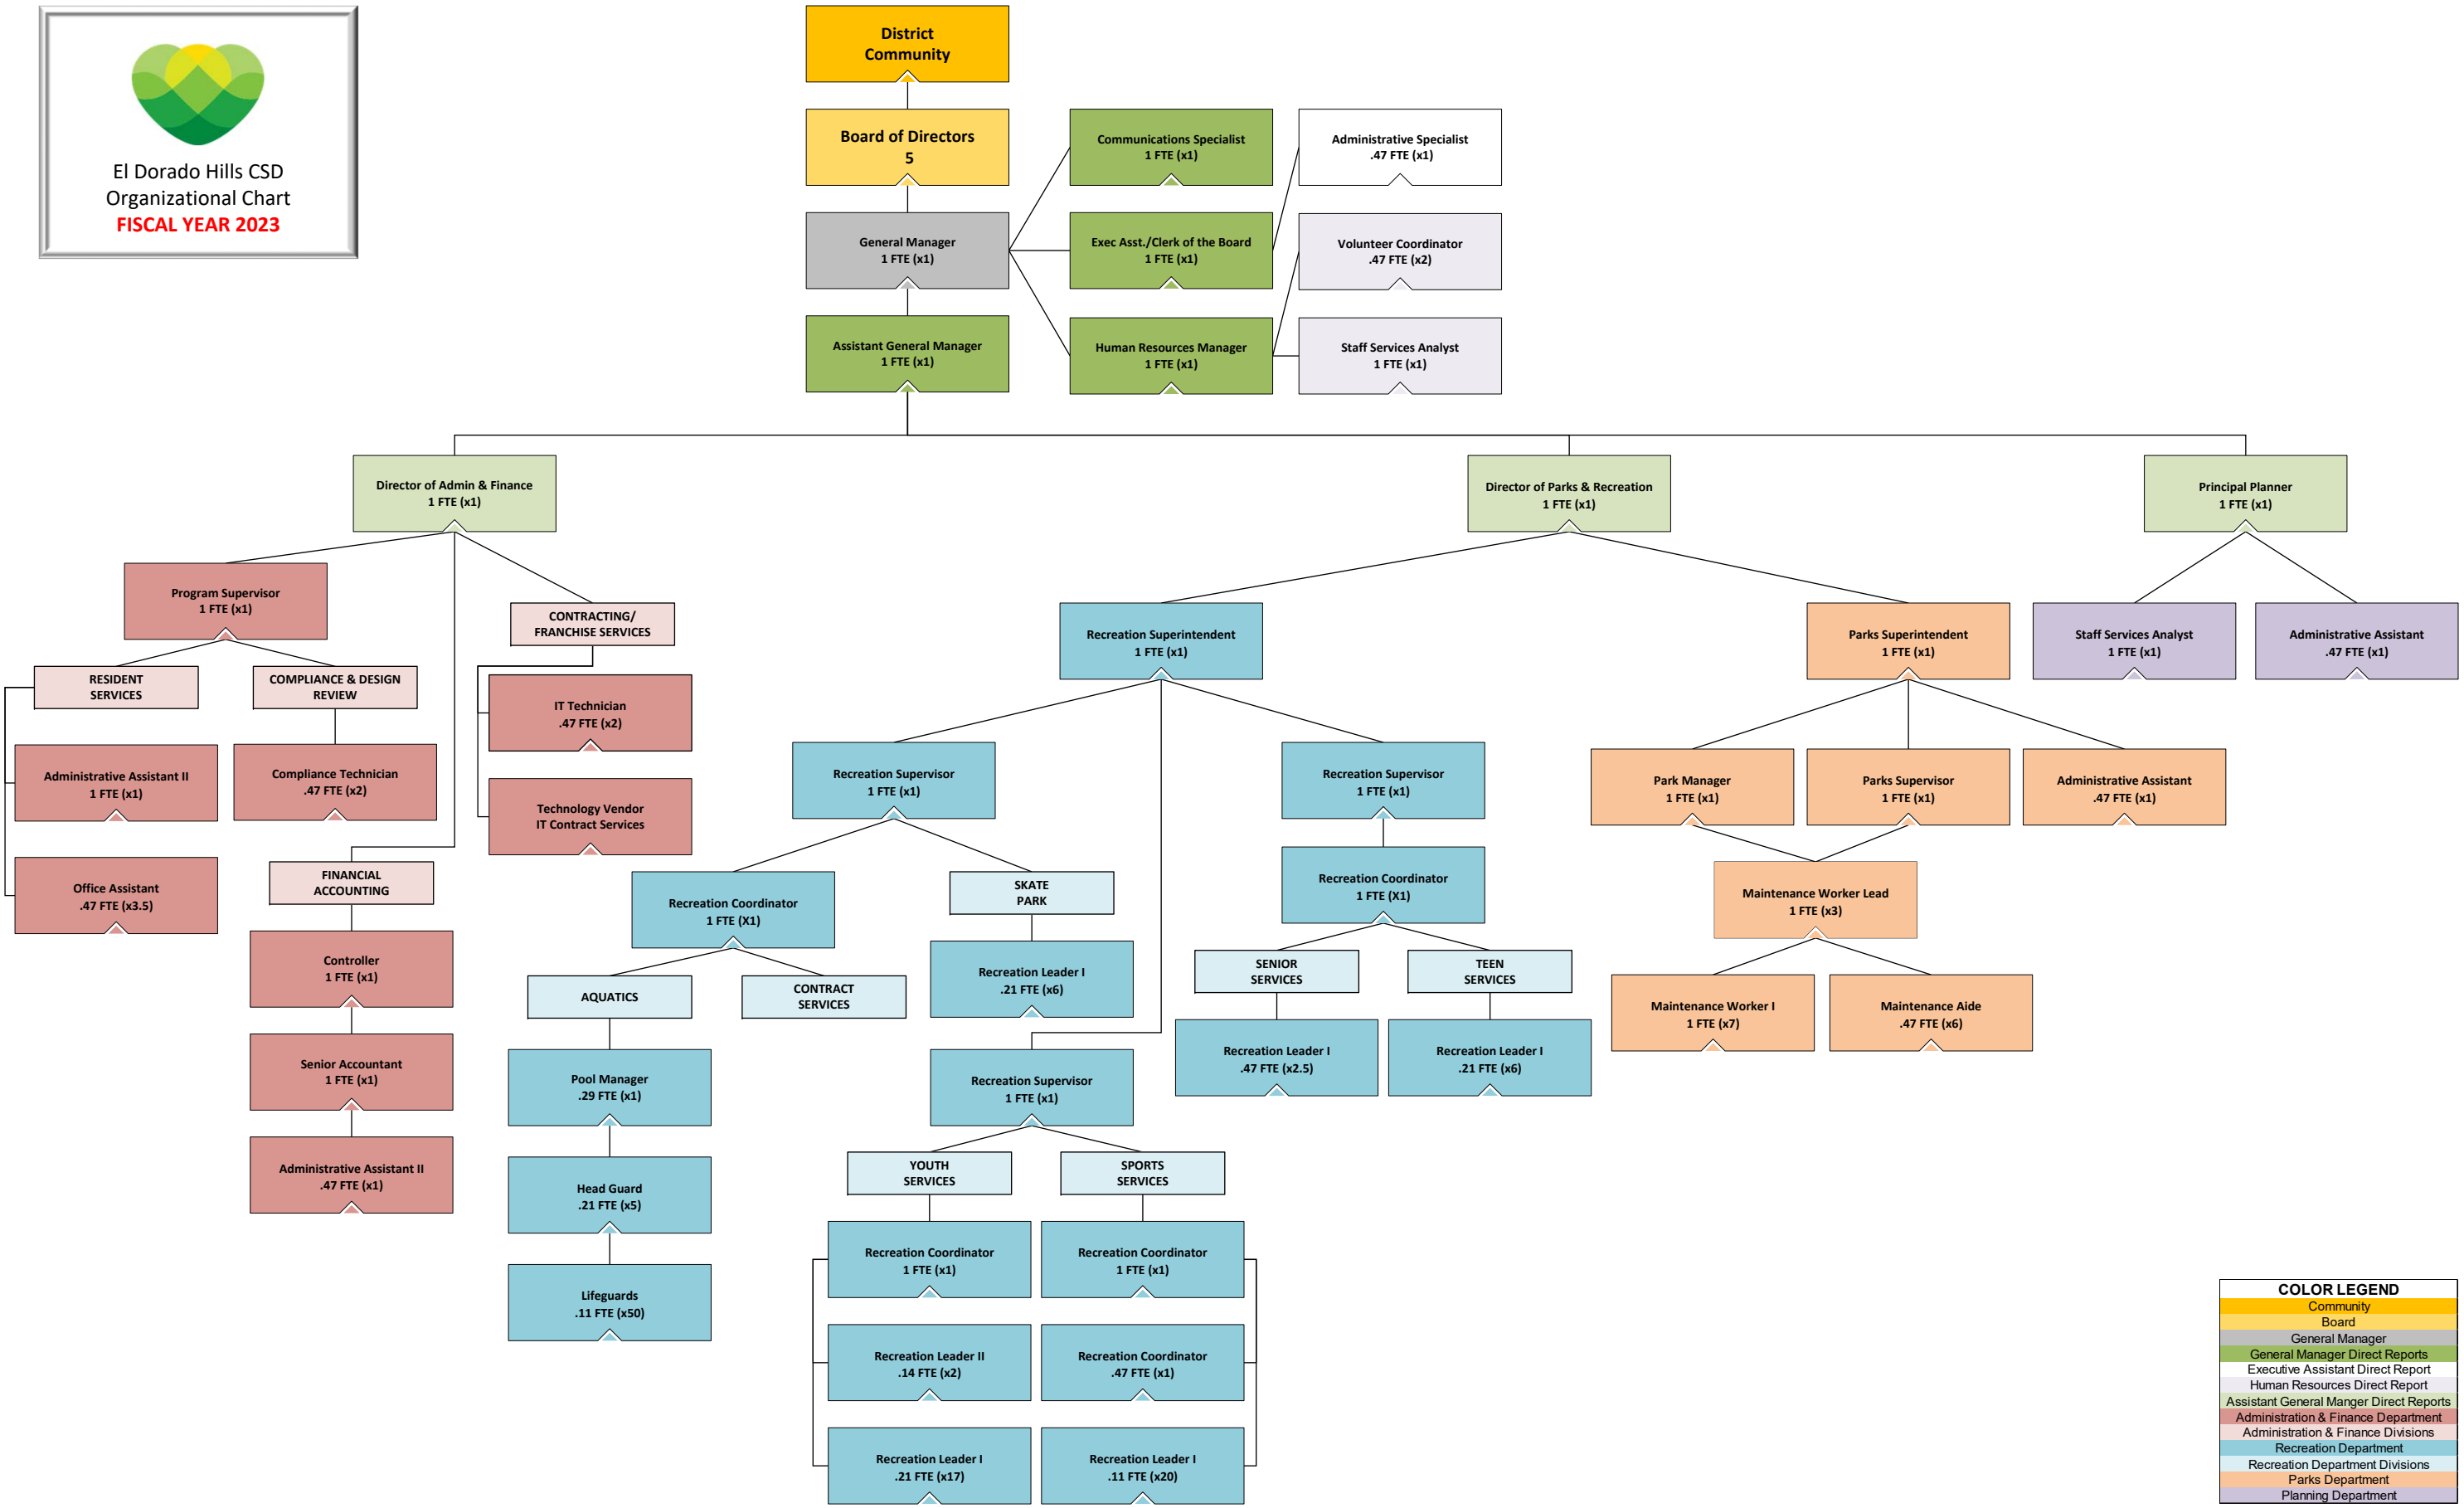 El Dorado Hills CSD
Organizational Chart
FISCAL YEAR 2023
District
Community
Board of Directors
5
General Manager
1 FTE (x1)
Assistant General Manager
1 FTE (x1)
Communications Specialist
1 FTE (x1)
Exec Asst./Clerk of the Board
1 FTE (x1)
Human Resources Manager
1 FTE (x1)
Administrative Specialist
.47 FTE (x1)
Volunteer Coordinator
.47 FTE (x2)
Staff Services Analyst
1 FTE (x1)
Director of Admin & Finance
1 FTE (x1)
Program Supervisor
1 FTE (x1)
RESIDENT
SERVICES
Administrative Assistant II
1 FTE (x1)
Office Assistant
.47 FTE (x3.5)
COMPLIANCE & DESIGN
REVIEW
Compliance Technician
.47 FTE (x2)
FINANCIAL
ACCOUNTING
Controller
1 FTE (x1)
Senior Accountant
1 FTE (x1)
Administrative Assistant II
.47 FTE (x1)
CONTRACTING/
FRANCHISE SERVICES
IT Technician
.47 FTE (x2)
Technology Vendor
IT Contract Services
Director of Parks & Recreation
1 FTE (x1)
Recreation Superintendent
1 FTE (x1)
Recreation Supervisor
1 FTE (x1)
Recreation Coordinator
1 FTE (X1)
AQUATICS
Pool Manager
.29 FTE (x1)
Head Guard
.21 FTE (x5)
Lifeguards
.11 FTE (x50)
CONTRACT
SERVICES
SKATE
PARK
Recreation Leader I
.21 FTE (x6)
Recreation Supervisor
1 FTE (x1)
YOUTH
SERVICES
Recreation Coordinator
1 FTE (x1)
Recreation Leader II
.14 FTE (x2)
Recreation Leader I
.21 FTE (x17)
SPORTS
SERVICES
Recreation Coordinator
1 FTE (x1)
Recreation Coordinator
.47 FTE (x1)
Recreation Leader I
.11 FTE (x20)
Recreation Supervisor
1 FTE (x1)
Recreation Coordinator
1 FTE (X1)
SENIOR
SERVICES
Recreation Leader I
.47 FTE (x2.5)
TEEN
SERVICES
Recreation Leader I
.21 FTE (x6)
Parks Superintendent
1 FTE (x1)
Park Manager
1 FTE (x1)
Parks Supervisor
1 FTE (x1)
Administrative Assistant
.47 FTE (x1)
Maintenance Worker Lead
1 FTE (x3)
Maintenance Worker I
1 FTE (x7)
Maintenance Aide
.47 FTE (x6)
Principal Planner
1 FTE (x1)
Staff Services Analyst
1 FTE (x1)
Administrative Assistant
.47 FTE (x1)
COLOR LEGEND
Community
Board
General Manager
General Manager Direct Reports
Executive Assistant Direct Report
Human Resources Direct Report
Assistant General Manger Direct Reports
Administration & Finance Department
Administration & Finance Divisions
Recreation Department
Recreation Department Divisions
Parks Department
Planning Department